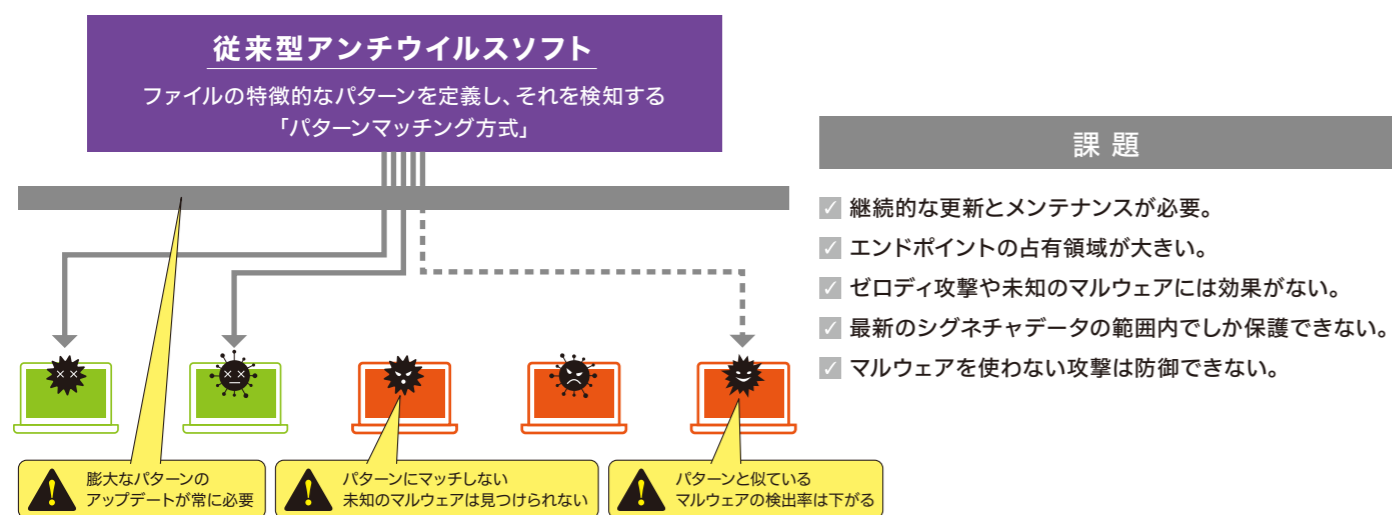 従来型アンチウイルスソフト
ファイルの特徴的なパターンを定義し、それを検知する
「パターンマッチング方式」
課題
継続的な更新とメンテナンスが必要。
エンドポイントの占有領域が大きい。
ゼロディ攻撃や未知のマルウェアには効果がない。
最新のシグネチャデータの範囲内でしか保護できない。
マルウェアを使わない攻撃は防御できない。
膨大なパターンの
アップデートが常に必要
パターンにマッチしない
未知のマルウェアは見つけられない
パターンと似ている
マルウェアの検出率は下がる